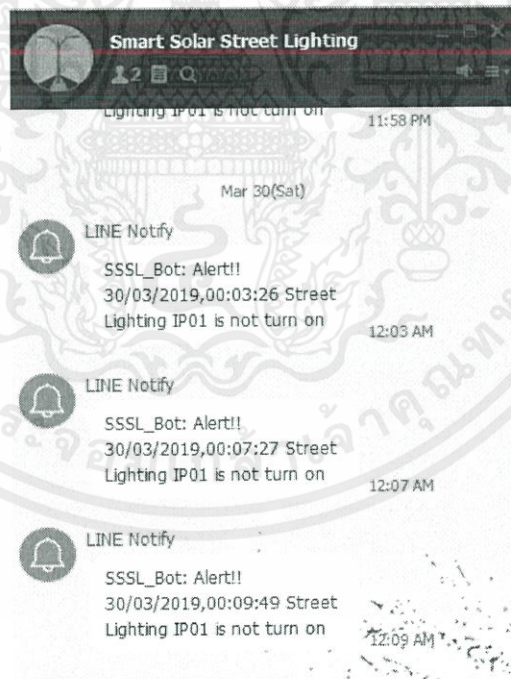 Smart Solar Street Lighting
2
Lighting IP01 is not turn on
11:58 PM
Mar 30(Sat)
LINE Notify
SSSL_Bot: Alert!!
30/03/2019,00:03:26 Street
Lighting IP01 is not turn on
12:03 AM
LINE Notify
SSSL_Bot: Alert!!
30/03/2019,00:07:27 Street
Lighting IP01 is not turn on
12:07 AM
LINE Notify
SSSL_Bot: Alert!!
30/03/2019,00:09:49 Street
Lighting IP01 is not turn on
12:09 AM